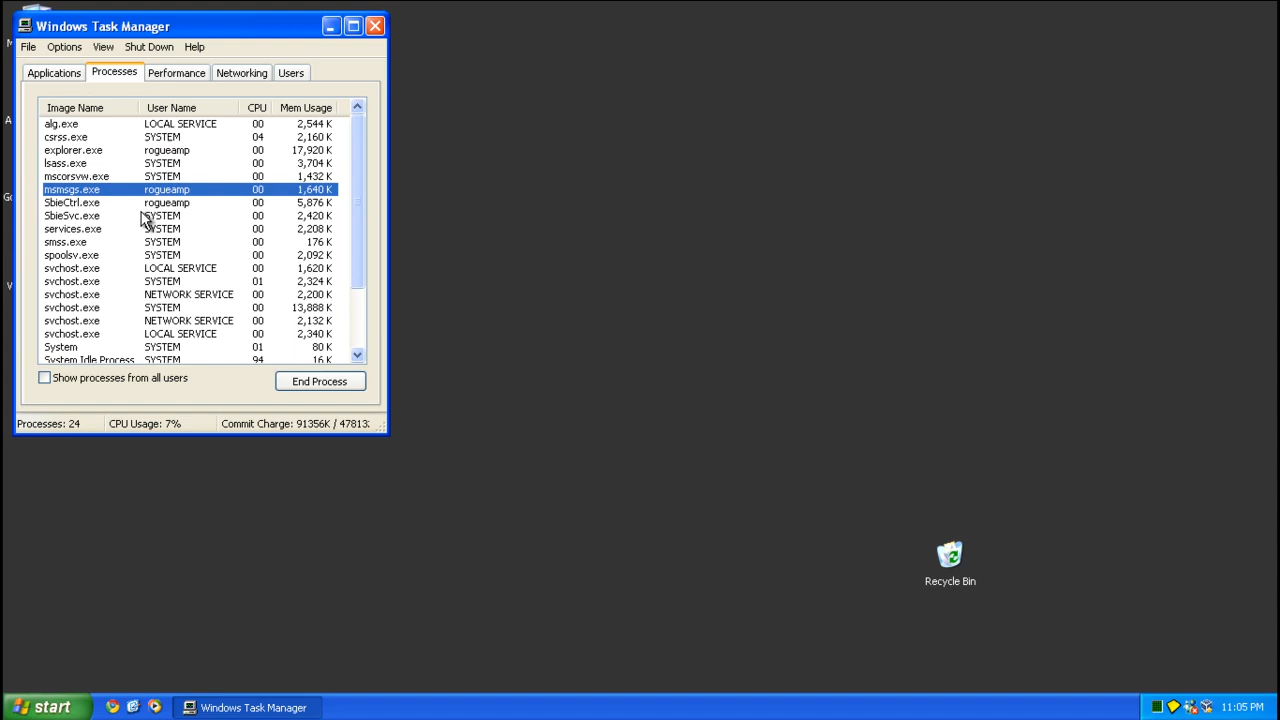 Windows Task Manager
File Options View Shut Down Help
Applications Processes Performance Networking Users
Image Name User Name CPU Mem Usage
alg.exe LOCAL SERVICE 00 2,544 K
csrss.exe SYSTEM 04 2,160 K
explorer.exe rogueamp 00 17,920 K
lsass.exe SYSTEM 00 3,704 K
mscorsvw.exe SYSTEM 00 1,432 K
msmsgs.exe rogueamp 00 1,640 K
SbieCtrl.exe rogueamp 00 5,876 K
SbieSvc.exe SYSTEM 00 2,420 K
services.exe SYSTEM 00 2,208 K
smss.exe SYSTEM 00 176 K
spoolsv.exe SYSTEM 00 2,092 K
svchost.exe LOCAL SERVICE 00 1,620 K
svchost.exe SYSTEM 01 2,324 K
svchost.exe NETWORK SERVICE 00 2,200 K
svchost.exe SYSTEM 00 13,888 K
svchost.exe NETWORK SERVICE 00 2,132 K
svchost.exe LOCAL SERVICE 00 2,340 K
System SYSTEM 01 80 K
System Idle Process SYSTEM 94 16 K
Show processes from all users
End Process
Processes: 24 CPU Usage: 7% Commit Charge: 91356K / 47813
Recycle Bin
start Windows Task Manager 11:05 PM